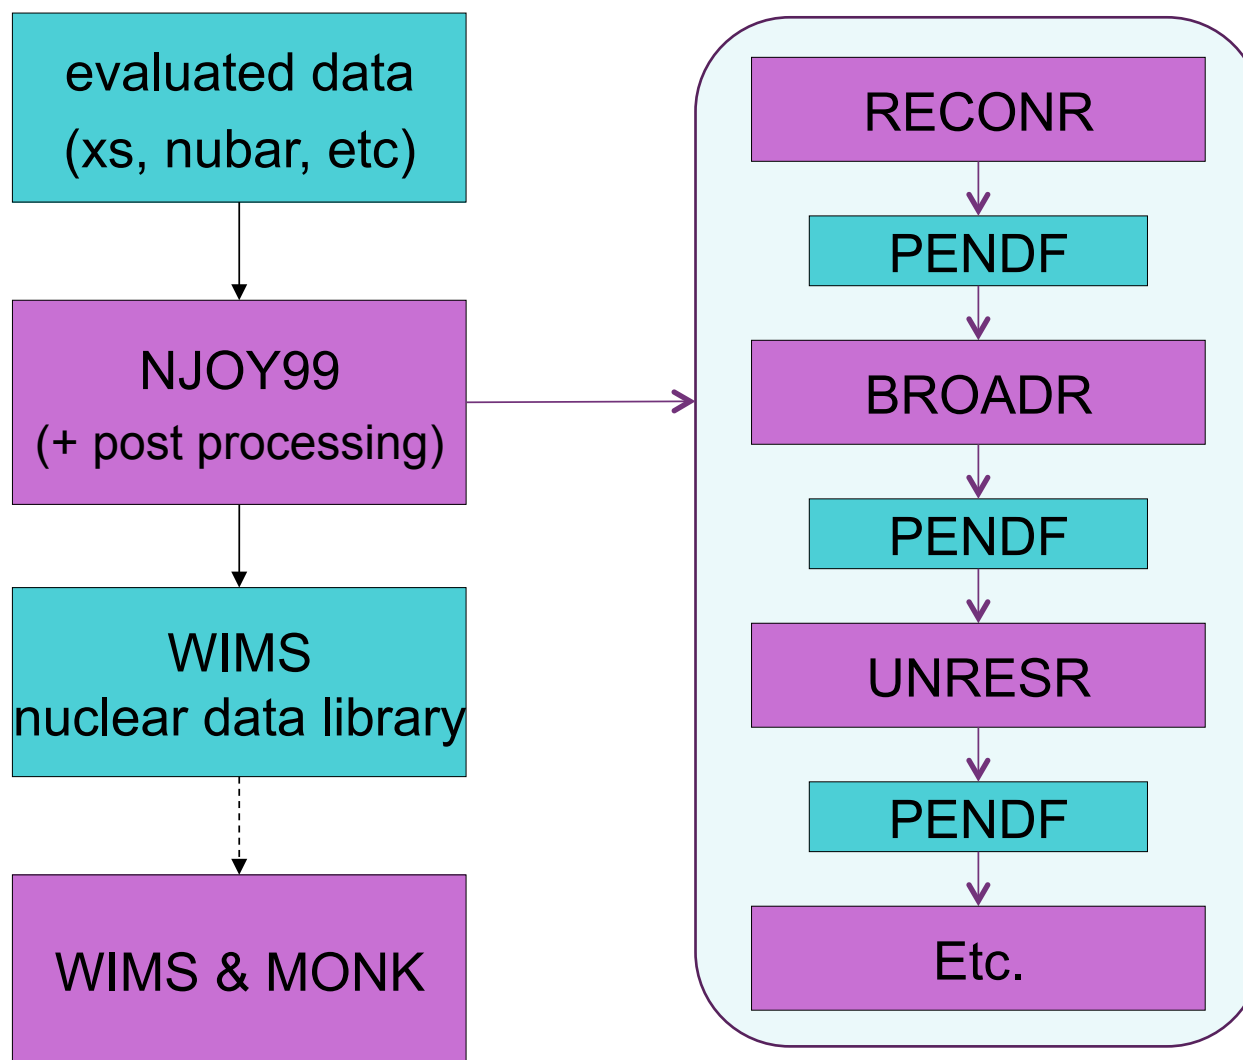 evaluated data
(xs, nubar, etc)
NJOY99
(+ post processing)
WIMS
nuclear data library
WIMS & MONK
RECONR
PENDF
BROADR
PENDF
UNRESR
PENDF
Etc.